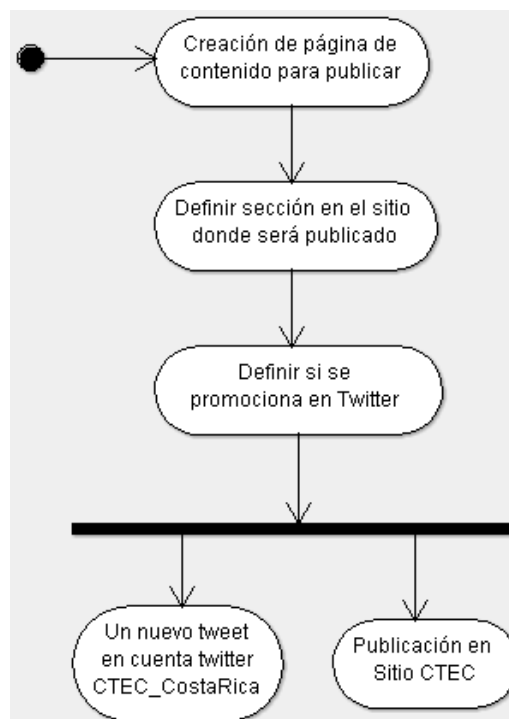 Creación de página de
contenido para publicar
Definir sección en el sitio
donde será publicado
Definir si se
promociona en Twitter
Un nuevo tweet
en cuenta twitter
CTEC_CostaRica
Publicación en
Sitio CTEC